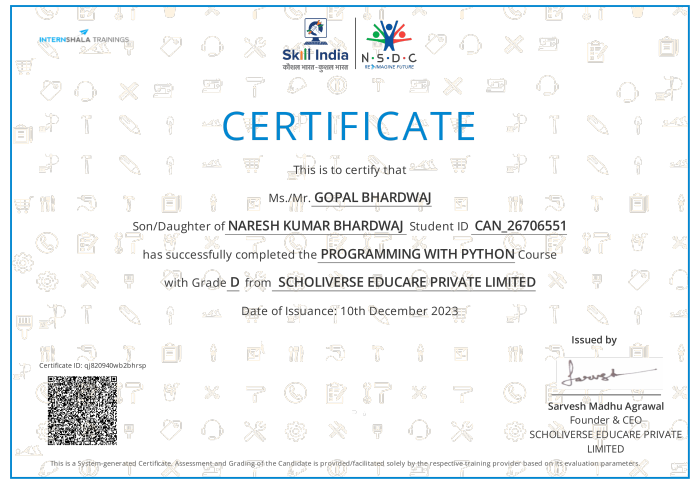 INTERNSHALA TRAININGS
Skill India
कौशल भारत-कुशल भारत
N·S·D·C
RE-IMAGINE FUTURE
CERTIFICATE
This is to certify that
Ms./Mr. GOPAL BHARDWAJ
Son/Daughter of NARESH KUMAR BHARDWAJ Student ID CAN_26706551
has successfully completed the PROGRAMMING WITH PYTHON Course
with Grade D from SCHOLIVERSE EDUCARE PRIVATE LIMITED
Date of Issuance: 10th December 2023
Issued by
Certificate ID: qj820940wb2bhrsp
Sarvesh
Sarvesh Madhu Agrawal
Founder & CEO
SCHOLIVERSE EDUCARE PRIVATE
LIMITED
This is a System-generated Certificate. Assessment and Grading of the Candidate is provided/facilitated solely by the respective training provider based on its evaluation parameters.